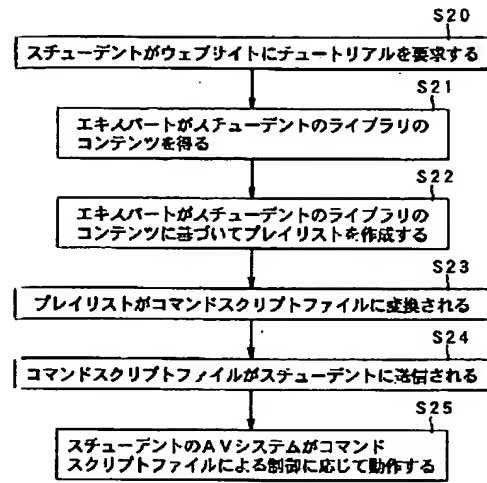 S20
スチューデントがウェブサイトにチュートリアルを要求する
S21
エキスパートがスチューデントのライブラリの
コンテンツを得る
S22
エキスパートがスチューデントのライブラリの
コンテンツに基づいてプレイリストを作成する
S23
プレイリストがコマンドスクリプトファイルに変換される
S24
コマンドスクリプトファイルがスチューデントに送信される
S25
スチューデントのAVシステムがコマンド
スクリプトファイルによる制御に応じて動作する